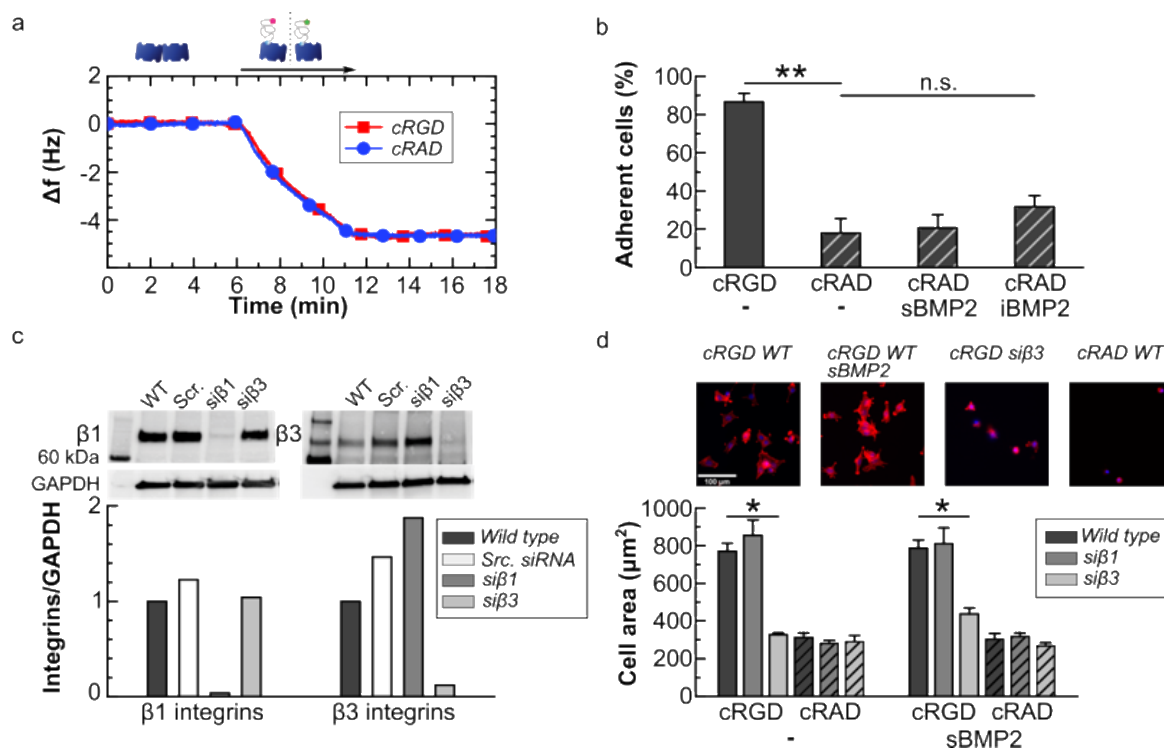 a
Δf (Hz)
0
-2
-4
cRGD
cRAD
0 2 4 6 8 10 12 14 16 18
Time (min)
b
Adherent cells (%)
100
80
60
40
20
0
**
n.s.
cRGD cRAD cRAD cRAD
- - sBMP2 iBMP2
c
WT Scr. siβ1 siβ3
WT Scr. siβ1 siβ3
β1
β3
60 kDa
GAPDH
Integrins/GAPDH
2
1
0
Wild type
Src. siRNA
siβ1
siβ3
β1 integrins β3 integrins
d
cRGD WT
cRGD WT
sBMP2
cRGD siβ3
cRAD WT
100 µm
Cell area (µm²)
1000
800
600
400
200
0
* *
Wild type
siβ1
siβ3
cRGD cRAD cRGD cRAD
- sBMP2